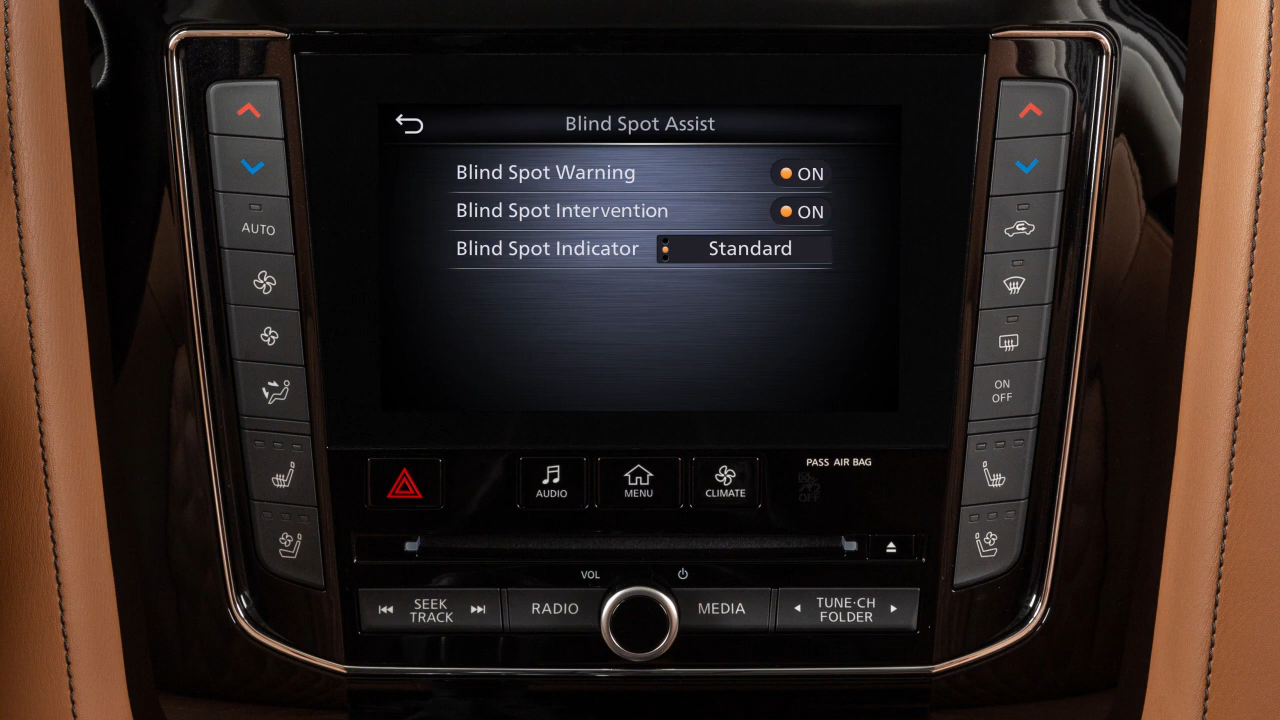 Blind Spot Assist
Blind Spot Warning ON
Blind Spot Intervention ON
Blind Spot Indicator Standard
AUTO
ON
OFF
PASS AIR BAG
OFF
AUDIO
MENU
CLIMATE
VOL
SEEK
TRACK
RADIO
MEDIA
TUNE·CH
FOLDER